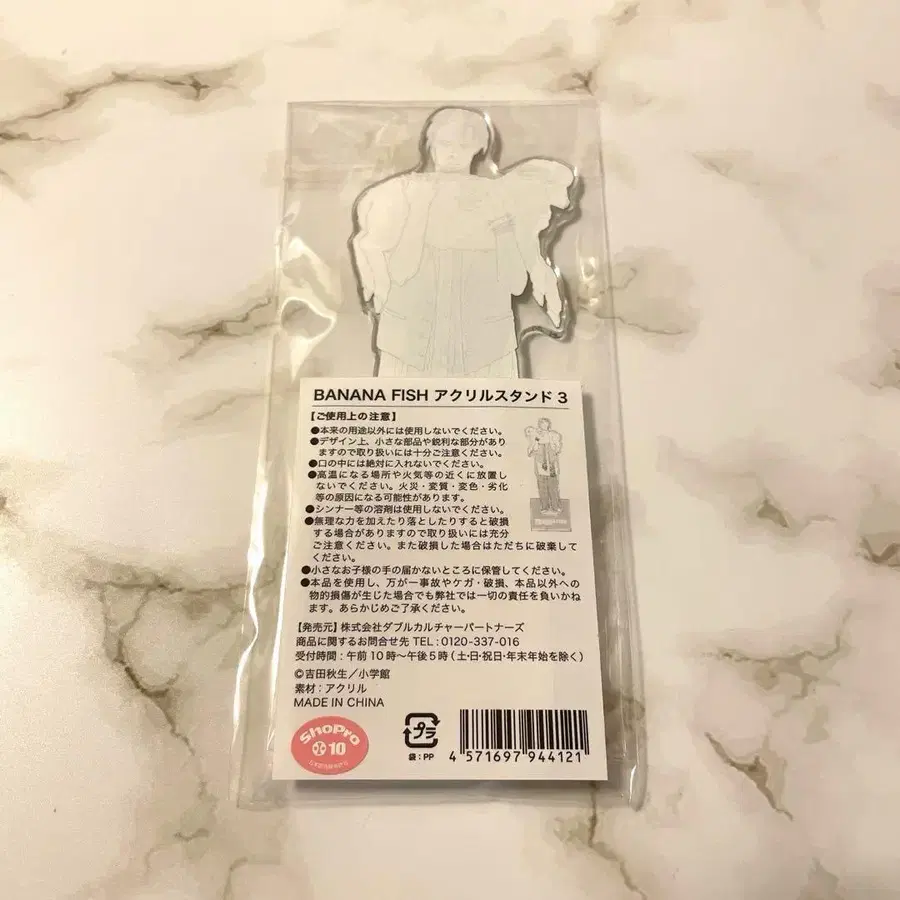 BANANA FISH アクリルスタンド 3
【ご使用上の注意】
●本来の用途以外には使用しないでください。
●デザイン上、小さな部品や鋭利な部分があり
ますので取り扱いには十分ご注意ください。
●口の中には絶対に入れないでください。
●高温になる場所や火気等の近くに放置し
ないでください。火災・変質・変色・劣化
等の原因になる可能性があります。
●シンナー等の溶剤は使用しないでください。
●無理な力を加えたり落としたりすると破損
する場合がありますので取り扱いには充分
ご注意ください。また破損した場合はただちに破棄して
ください。
●小さなお子様の手の届かないところに保管してください。
●本品を使用し、万が一事故やケガ・破損、本品以外への
物的損傷が生じた場合でも弊社では一切の責任を負いかね
ます。あらかじめご了承ください。
【発売元】株式会社ダブルカルチャーパートナーズ
商品に関するお問合せ先 TEL:0120-337-016
受付時間:午前10時〜午後5時(土・日・祝日・年末年始を除く)
©吉田秋生/小学館
素材:アクリル
MADE IN CHINA
ShoPro
10
プラ
袋:PP
4 571697 944121